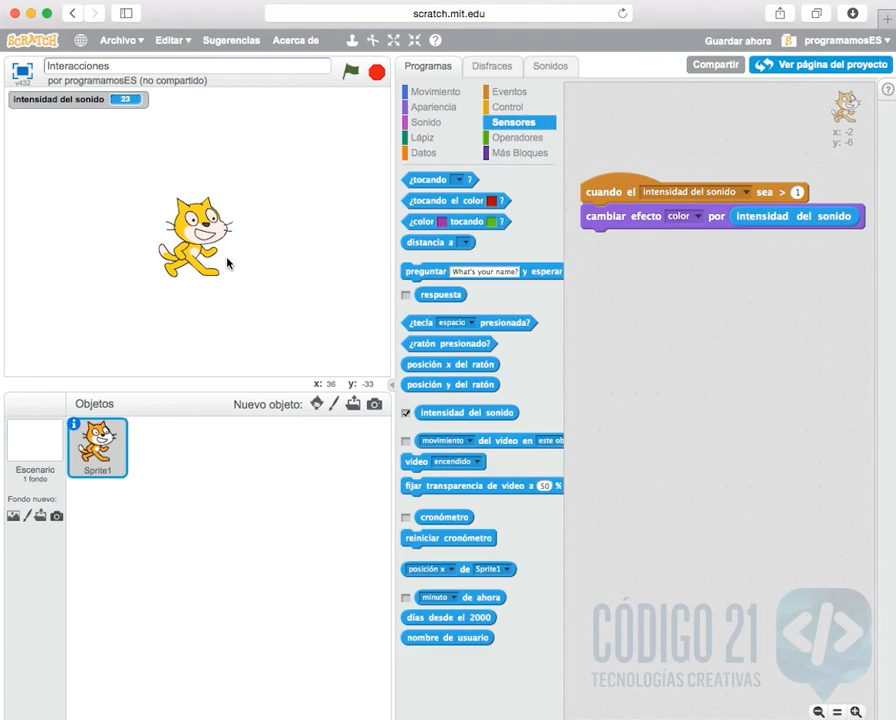 scratch.mit.edu
SCRATCH
Archivo
Editar
Sugerencias
Acerca de
Guardar ahora
programamosES
v432
Interacciones
por programamosES (no compartido)
Programas
Disfraces
Sonidos
Compartir
Ver página del proyecto
intensidad del sonido 23
Movimiento
Apariencia
Sonido
Lápiz
Datos
Eventos
Control
Sensores
Operadores
Más Bloques
x: -2
y: -6
¿tocando ?
¿tocando el color ?
¿color tocando ?
distancia a
preguntar What's your name? y esperar
respuesta
¿tecla espacio presionada?
¿ratón presionado?
posición x del ratón
posición y del ratón
intensidad del sonido
movimiento del video en este ob
video encendido
fijar transparencia de video a 50 %
cronómetro
reiniciar cronómetro
posición x de Sprite1
minuto de ahora
días desde el 2000
nombre de usuario
cuando el intensidad del sonido sea > 1
cambiar efecto color por intensidad del sonido
x: 36 y: -33
Objetos
Nuevo objeto:
Sprite1
Escenario
1 fondo
Fondo nuevo:
CÓDIGO 21
TECNOLOGÍAS CREATIVAS